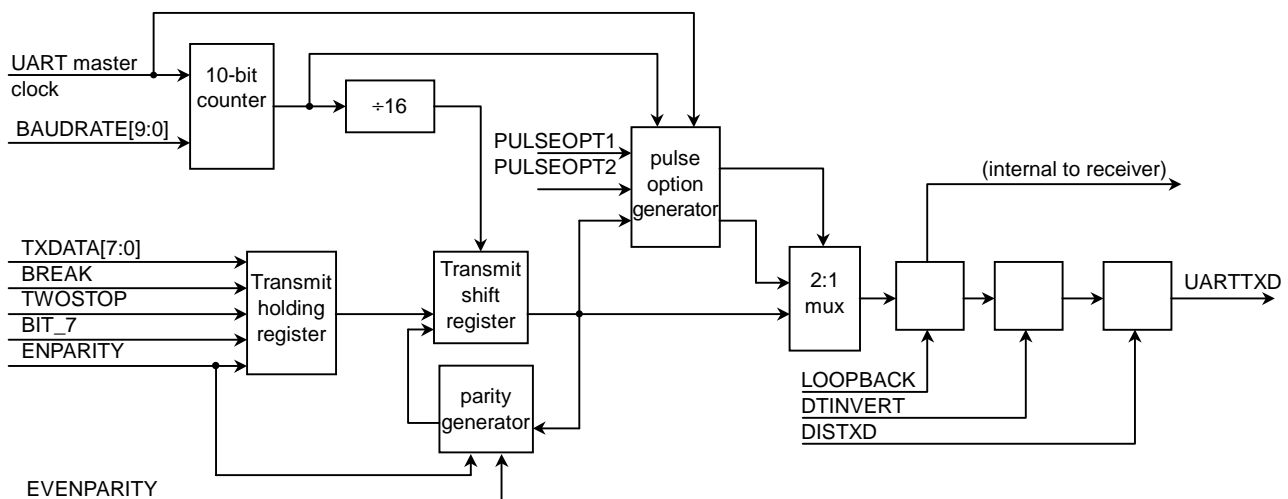 UART master
clock
BAUDRATE[9:0]
10-bit
counter
÷16
PULSEOPT1
PULSEOPT2
pulse
option
generator
(internal to receiver)
TXDATA[7:0]
BREAK
TWOSTOP
BIT_7
ENPARITY
Transmit
holding
register
Transmit
shift
register
2:1
mux
UARTTXD
LOOPBACK
DTINVERT
DISTXD
parity
generator
EVENPARITY